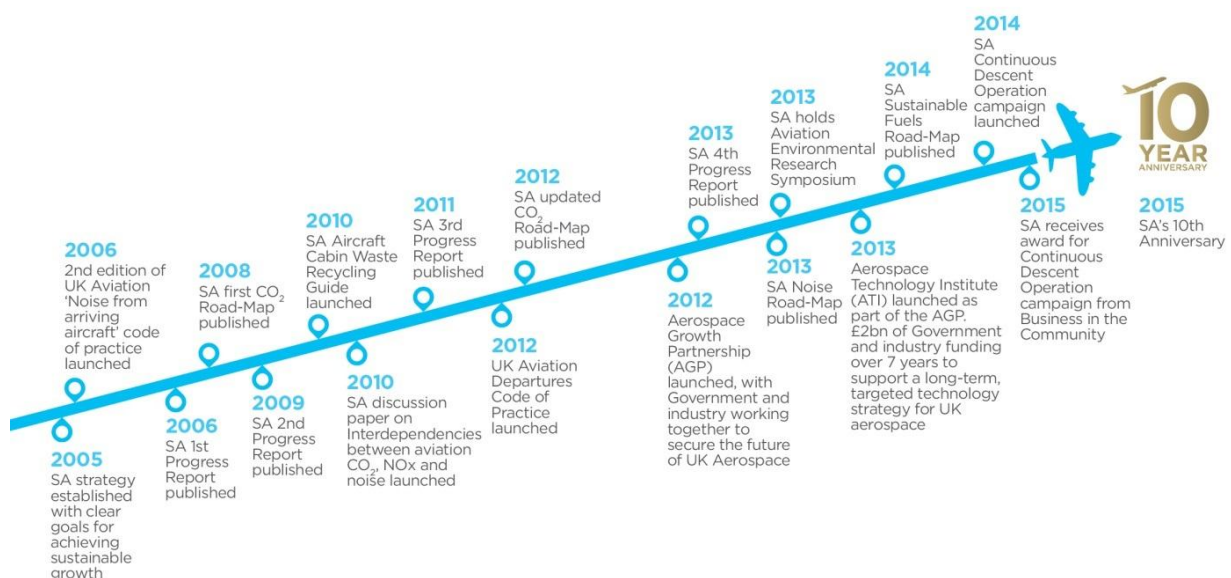 2005
SA strategy
established
with clear
goals for
achieving
sustainable
growth
2006
2nd edition of
UK Aviation
‘Noise from
arriving
aircraft’ code
of practice
launched
2006
SA 1st
Progress
Report
published
2008
SA first CO2
Road-Map
published
2009
SA 2nd
Progress
Report
published
2010
SA Aircraft
Cabin Waste
Recycling
Guide
launched
2010
SA discussion
paper on
Interdependencies
between aviation
CO2, NOx and
noise launched
2011
SA 3rd
Progress
Report
published
2012
UK Aviation
Departures
Code of
Practice
launched
2012
SA updated
CO2
Road-Map
published
2012
Aerospace
Growth
Partnership
(AGP)
launched, with
Government and
industry working
together to
secure the future
of UK Aerospace
2013
SA 4th
Progress
Report
published
2013
SA Noise
Road-Map
published
2013
SA holds
Aviation
Environmental
Research
Symposium
2013
Aerospace
Technology Institute
(ATI) launched as
part of the AGP.
£2bn of Government
and industry funding
over 7 years to
support a long-term,
targeted technology
strategy for UK
aerospace
2014
SA
Sustainable
Fuels
Road-Map
published
2014
SA
Continuous
Descent
Operation
campaign
launched
2015
SA receives
award for
Continuous
Descent
Operation
campaign from
Business in the
Community
10
YEAR
ANNIVERSARY
2015
SA's 10th
Anniversary